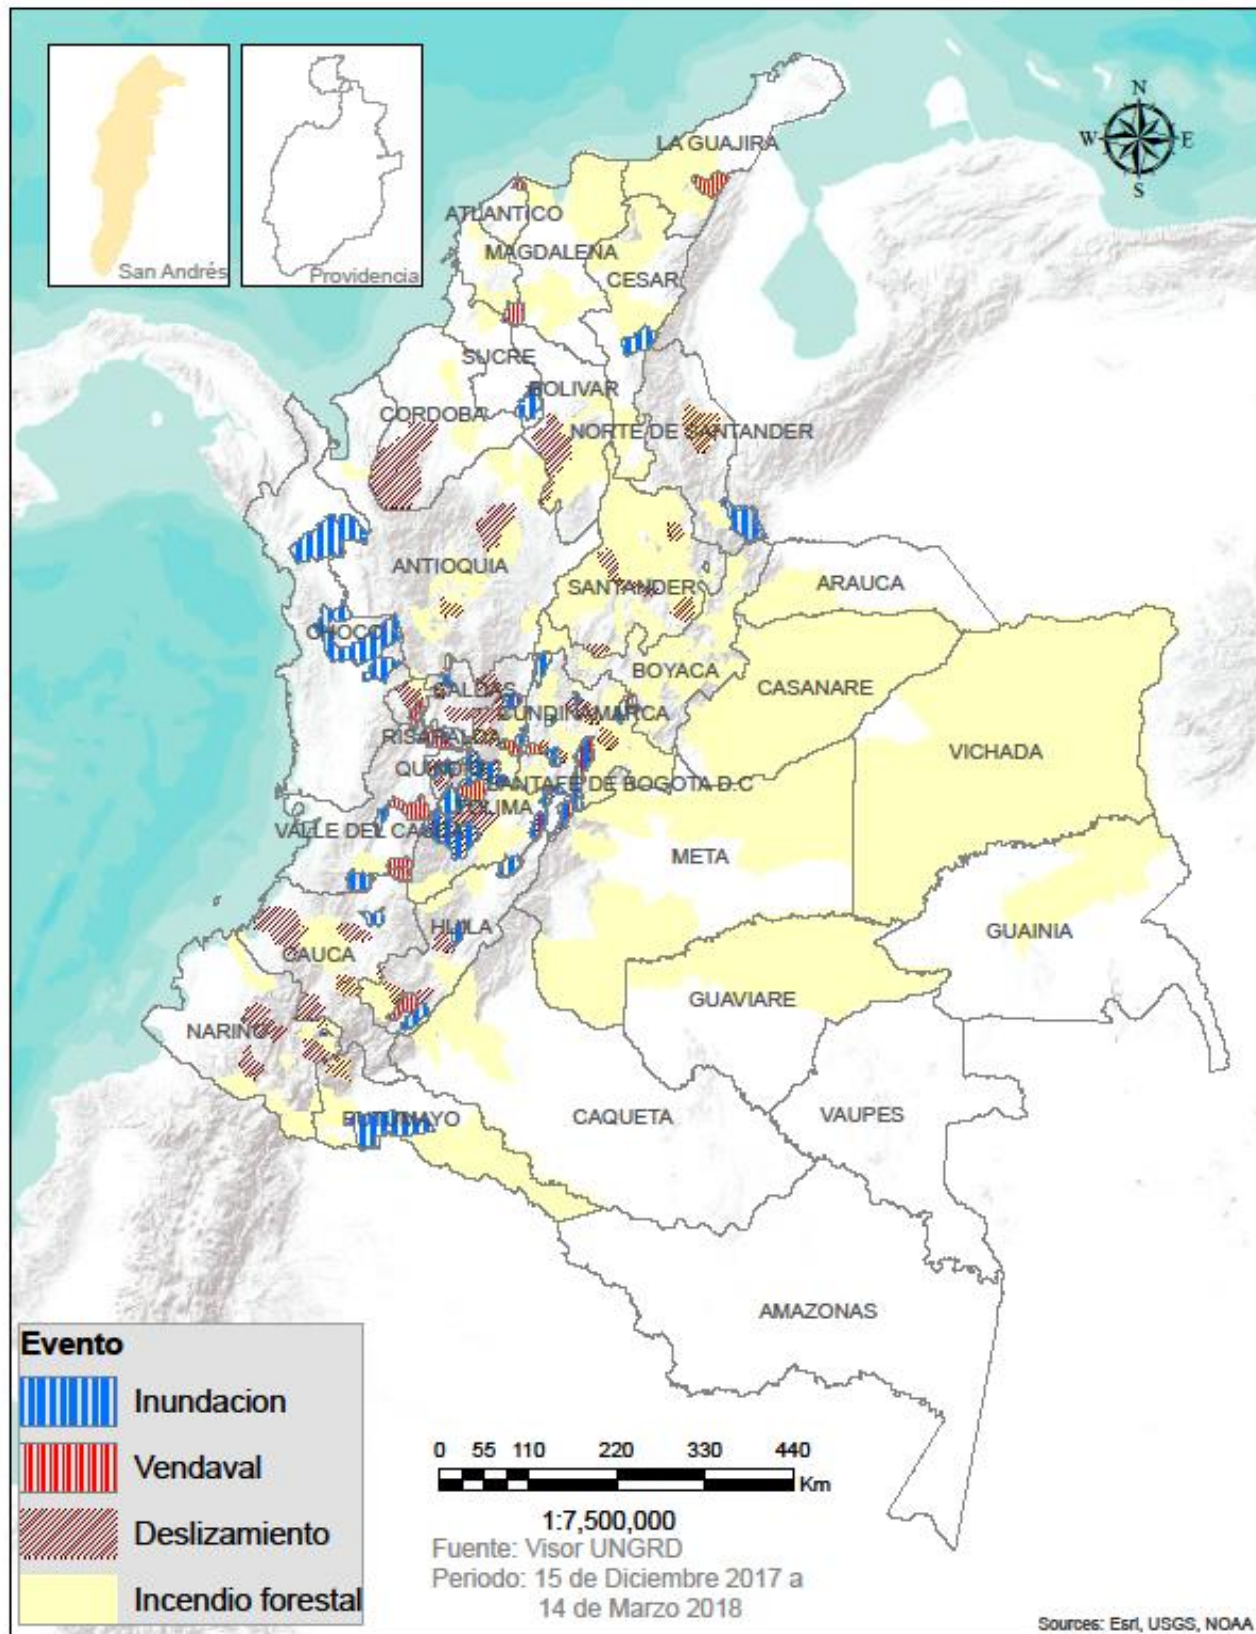 San Andrés
Providencia
N
W
E
S
LA GUAJIRA
ATLANTICO
MAGDALENA
CESAR
SUCRE
BOLIVAR
CORDOBA
NORTE DE SANTANDER
ANTIOQUIA
SANTANDER
ARAUCA
CHOCO
BOYACA
CASANARE
CALDAS
CUNDINAMARCA
RISARALDA
VICHADA
QUINDIO
SANTAFE DE BOGOTA D.C
TOLIMA
VALLE DEL CAUCA
META
HUILA
GUAINIA
CAUCA
GUAVIARE
NARIÑO
PUTUMAYO
CAQUETA
VAUPES
AMAZONAS
Evento
Inundacion
Vendaval
Deslizamiento
Incendio forestal
0 55 110 220 330 440
Km
1:7,500,000
Fuente: Visor UNGRD
Periodo: 15 de Diciembre 2017 a
14 de Marzo 2018
Sources: Esri, USGS, NOAA